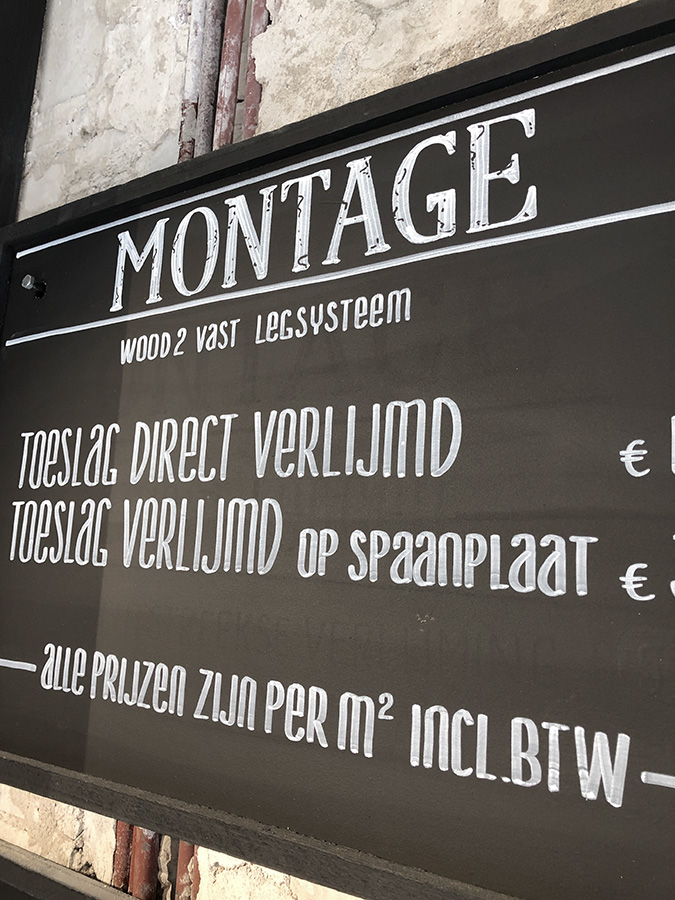 MONTAGE
WOOD 2 VAST LEGSYSTEEM
TOESLAG DIRECT VERLIJMD €
TOESLAG VERLIJMD OP SPAANPLAAT €
ALLE PRIJZEN ZIJN PER M² INCL. BTW